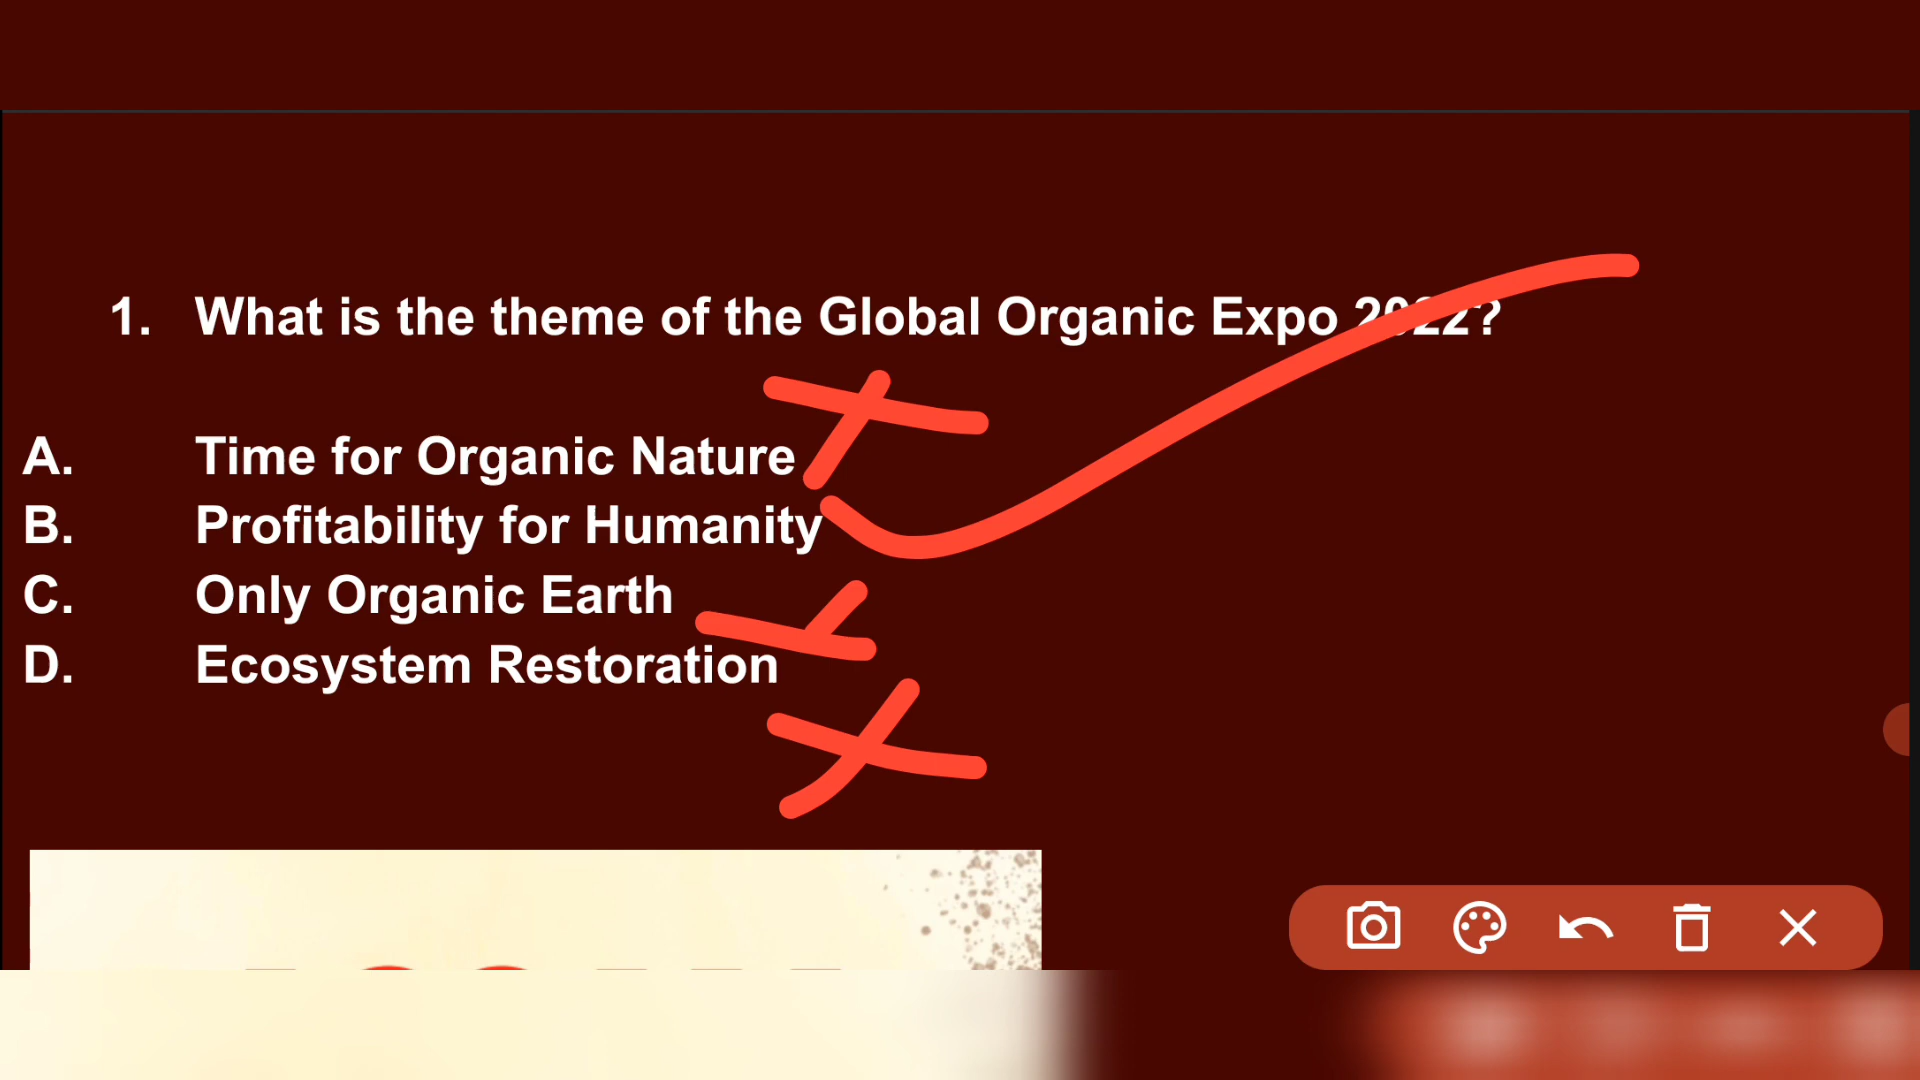 1. What is the theme of the Global Organic Expo 2022?
A. Time for Organic Nature
B. Profitability for Humanity
C. Only Organic Earth
D. Ecosystem Restoration